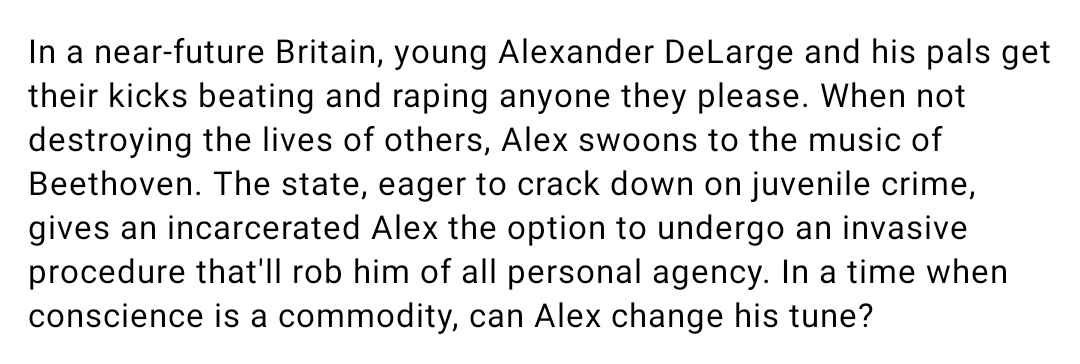 In a near-future Britain, young Alexander DeLarge and his pals get
their kicks beating and raping anyone they please. When not
destroying the lives of others, Alex swoons to the music of
Beethoven. The state, eager to crack down on juvenile crime,
gives an incarcerated Alex the option to undergo an invasive
procedure that'll rob him of all personal agency. In a time when
conscience is a commodity, can Alex change his tune?